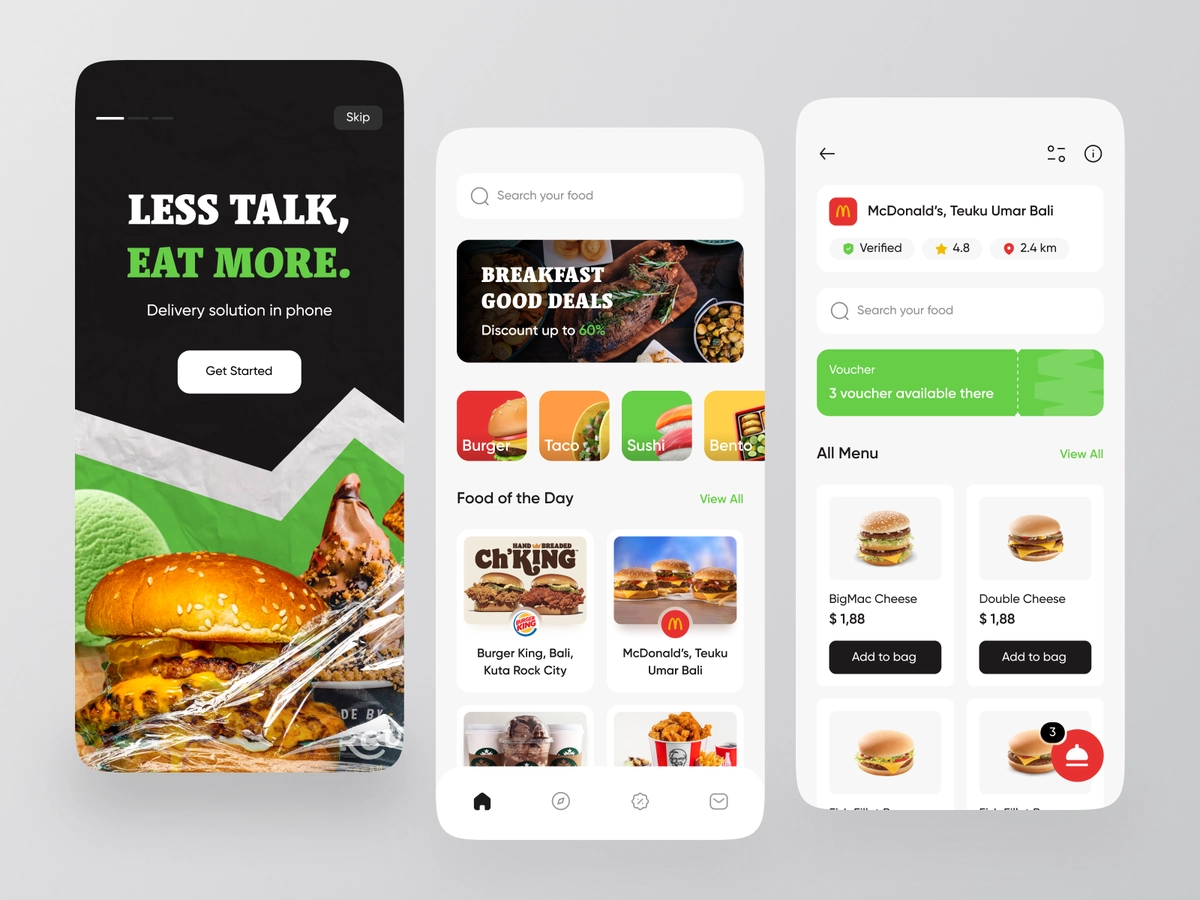 Skip
LESS TALK,
EAT MORE.
Delivery solution in phone
Get Started
DE BY
Search your food
BREAKFAST
GOOD DEALS
Discount up to 60%
Burger
Taco
Sushi
Bento
Food of the Day
View All
HAND BREADED
Ch'KING
BURGER
KING
Burger King, Bali,
Kuta Rock City
McDonald's, Teuku
Umar Bali
KFC
McDonald's, Teuku Umar Bali
Verified
4.8
2.4 km
Search your food
Voucher
3 voucher available there
All Menu
View All
BigMac Cheese
$ 1,88
Add to bag
Double Cheese
$ 1,88
Add to bag
3